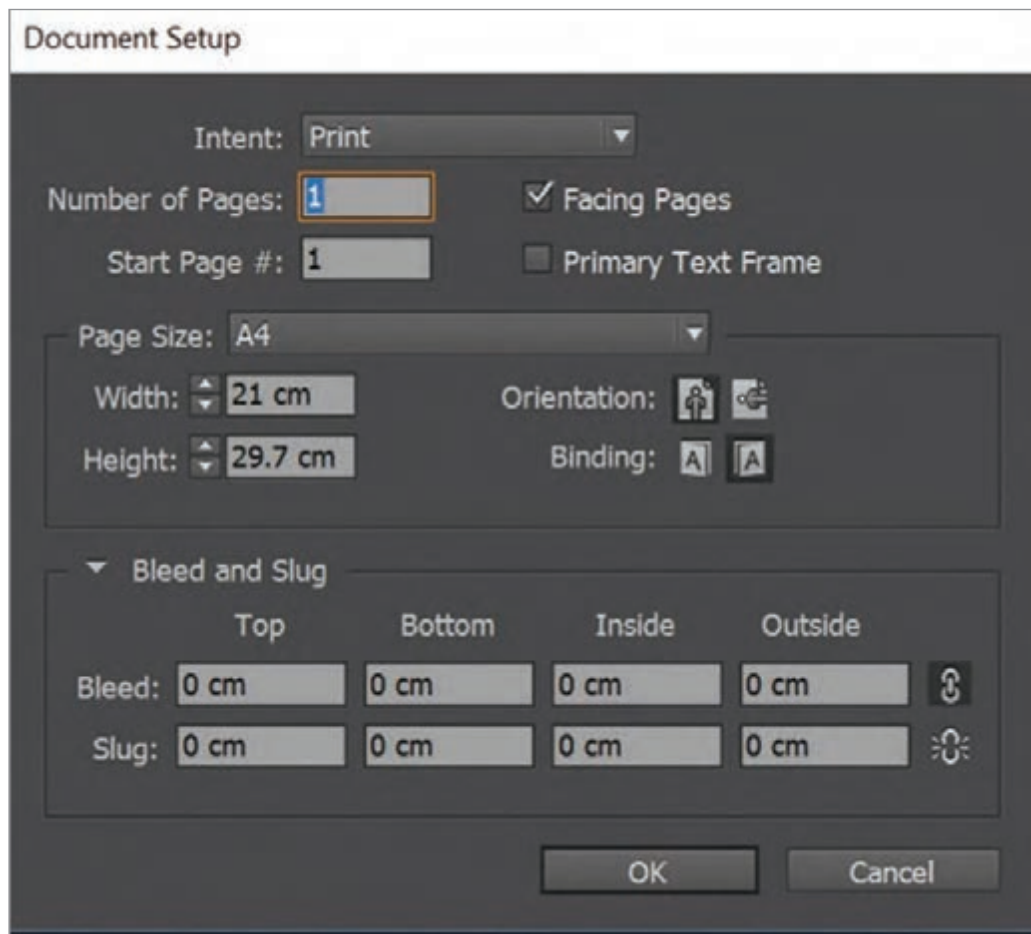 Document Setup
Intent: Print
Number of Pages: 1 Facing Pages
Start Page #: 1 Primary Text Frame
Page Size: A4
Width: 21 cm Orientation:
Height: 29.7 cm Binding: A A
Bleed and Slug
Top Bottom Inside Outside
Bleed: 0 cm 0 cm 0 cm 0 cm
Slug: 0 cm 0 cm 0 cm 0 cm
OK Cancel